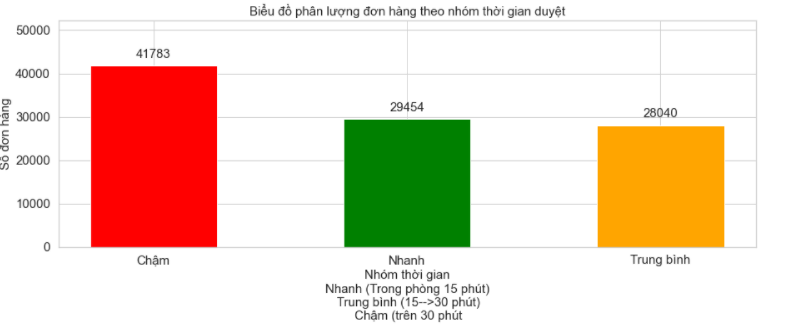 Biểu đồ phân lượng đơn hàng theo nhóm thời gian duyệt
50000
40000
30000
20000
10000
0
Số đơn hàng
41783
29454
28040
Chậm
Nhanh
Trung bình
Nhóm thời gian
Nhanh (Trong phòng 15 phút)
Trung bình (15-->30 phút)
Chậm (trên 30 phút